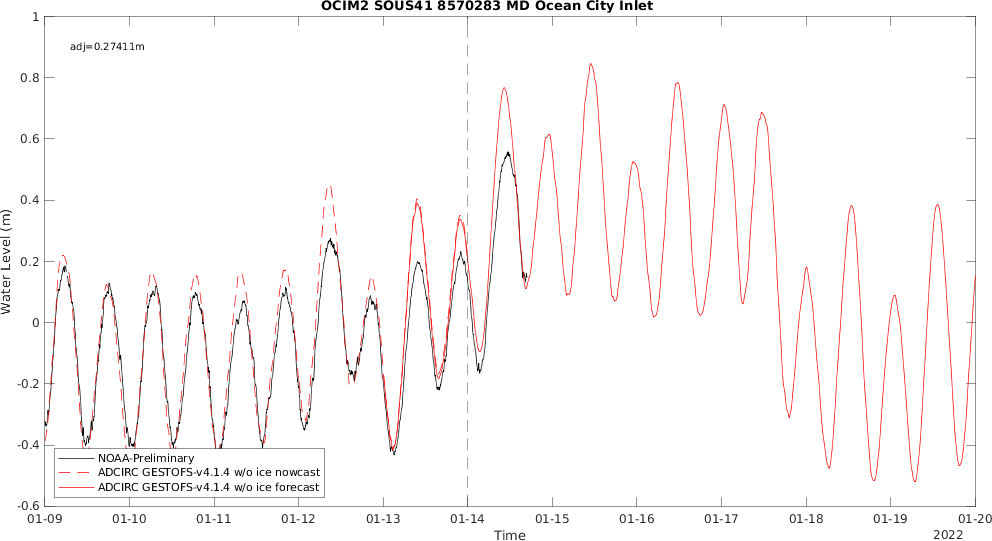 OCIM2 SOUS41 8570283 MD Ocean City Inlet
adj=0.27411m
1
0.8
0.6
0.4
0.2
0
-0.2
-0.4
-0.6
Water Level (m)
NOAA-Preliminary
ADCIRC GESTOFS-v4.1.4 w/o ice nowcast
ADCIRC GESTOFS-v4.1.4 w/o ice forecast
01-09 01-10 01-11 01-12 01-13 01-14 01-15 01-16 01-17 01-18 01-19 01-20
Time
2022